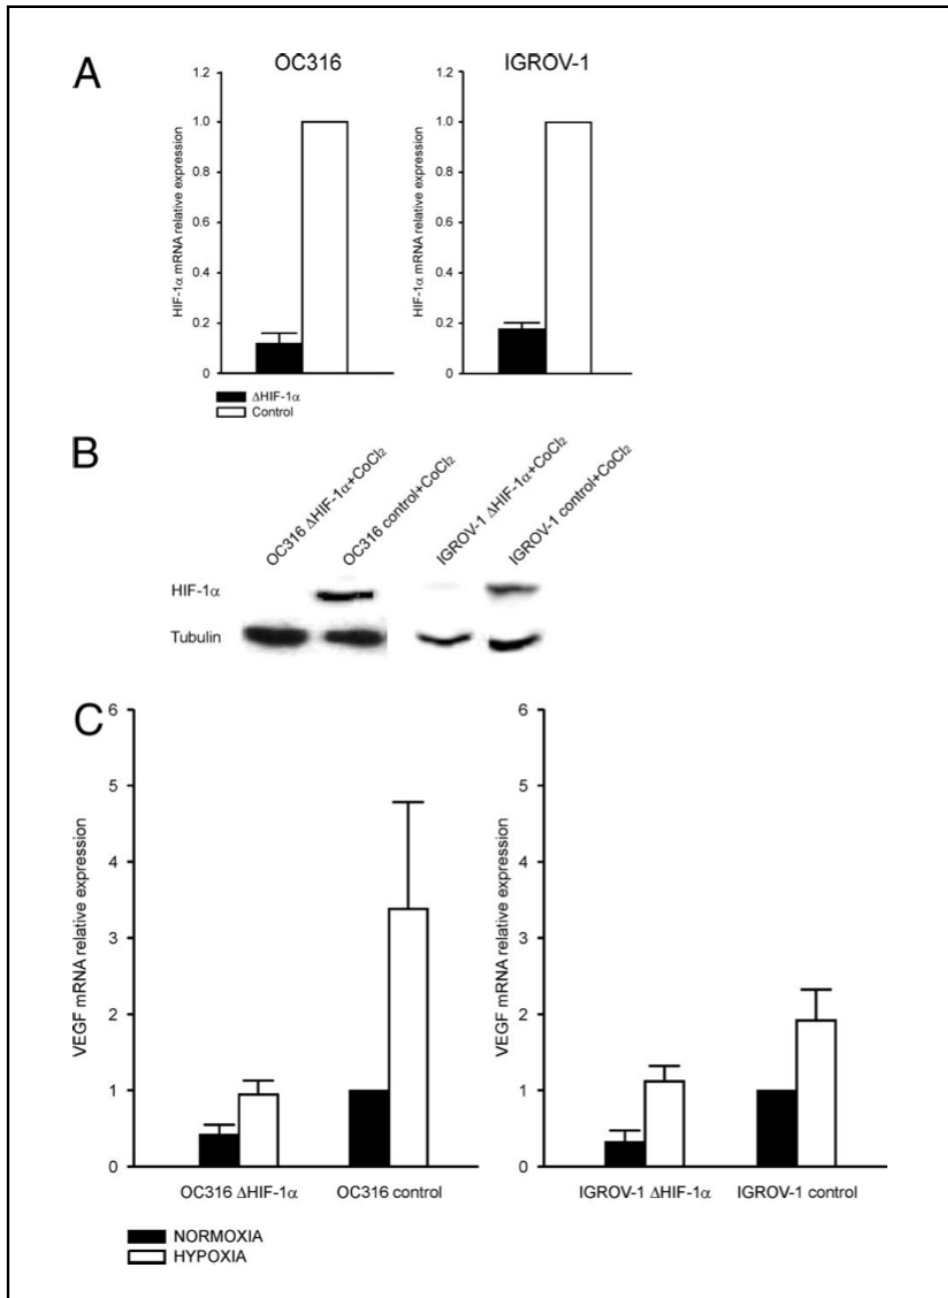 A
OC316
IGROV-1
HIF-1α mRNA relative expression
1.2
1.0
0.8
0.6
0.4
0.2
0
HIF-1α mRNA relative expression
1.2
1.0
0.8
0.6
0.4
0.2
0
ΔHIF-1α
Control
B
OC316 ΔHIF-1α+CoCl₂
OC316 control+CoCl₂
IGROV-1 ΔHIF-1α+CoCl₂
IGROV-1 control+CoCl₂
HIF-1α
Tubulin
C
VEGF mRNA relative expression
6
5
4
3
2
1
0
OC316 ΔHIF-1α
OC316 control
VEGF mRNA relative expression
6
5
4
3
2
1
0
IGROV-1 ΔHIF-1α
IGROV-1 control
NORMOXIA
HYPOXIA